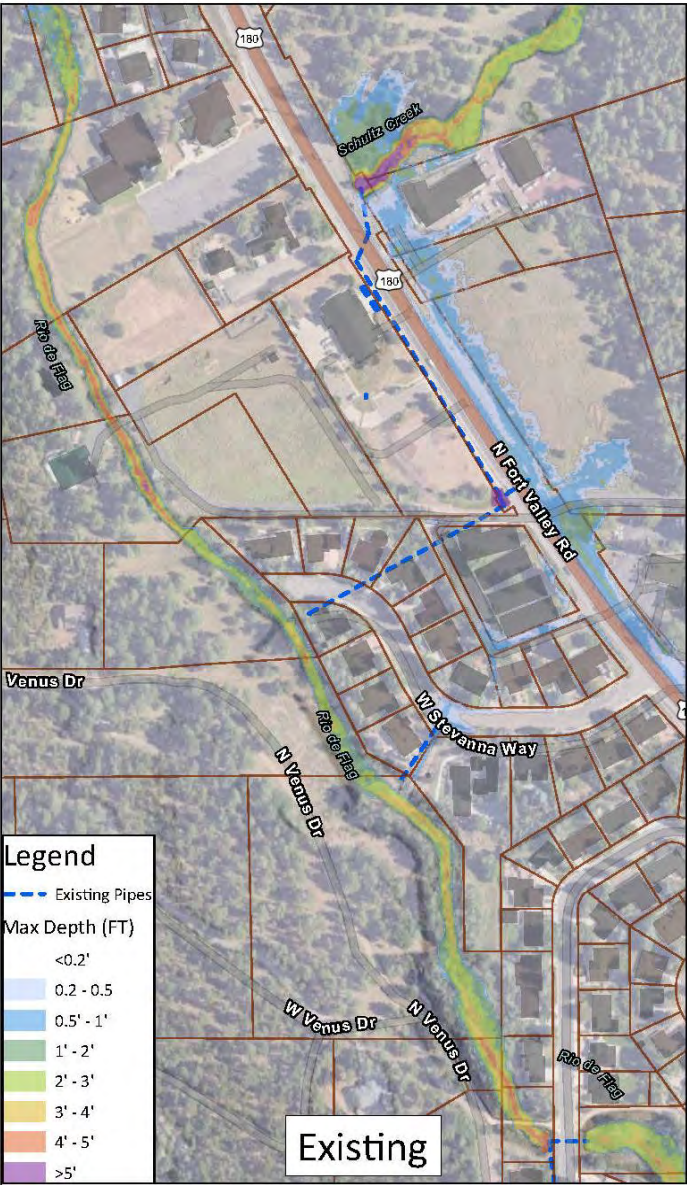 180
Schultz Creek
180
Rio de Flag
N Fort Valley Rd
Venus Dr
W Stevanna Way
Rio de Flag
N Venus Dr
Legend
Existing Pipes
Max Depth (FT)
<0.2'
0.2 - 0.5
0.5' - 1'
1' - 2'
2' - 3'
3' - 4'
4' - 5'
>5'
W Venus Dr
N Venus Dr
Rio de Flag
Existing